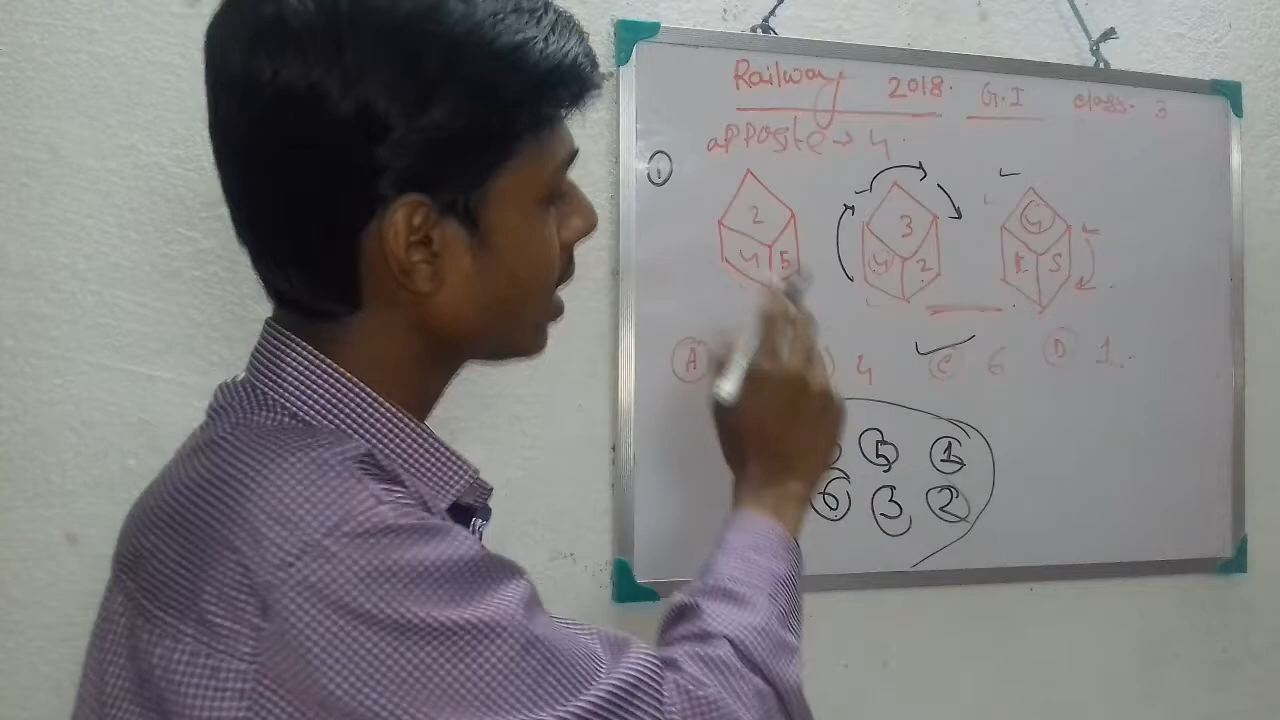 Railway 2018. G.I class. 3
opposite → 4.
1
2 4 5
3 4 2
4 1 5
A 4 C 6 D 1.
5 1
6 3 2